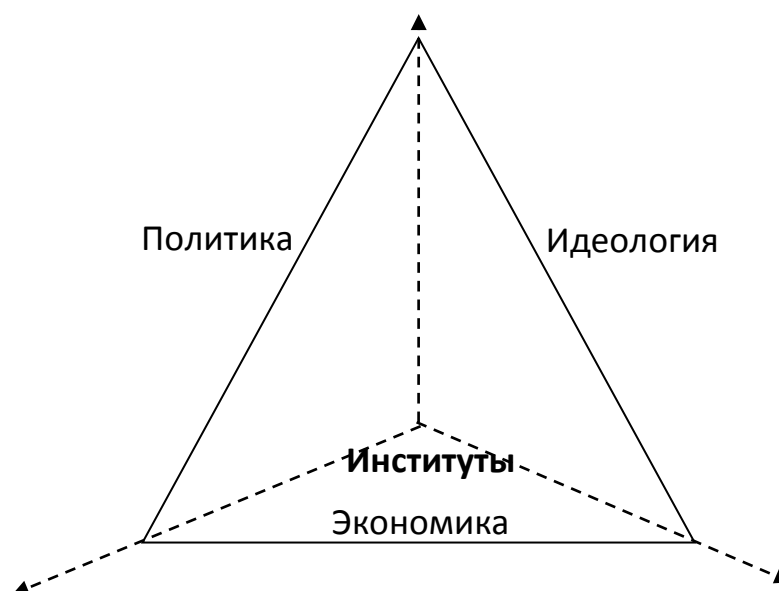 Политика
Идеология
Институты
Экономика